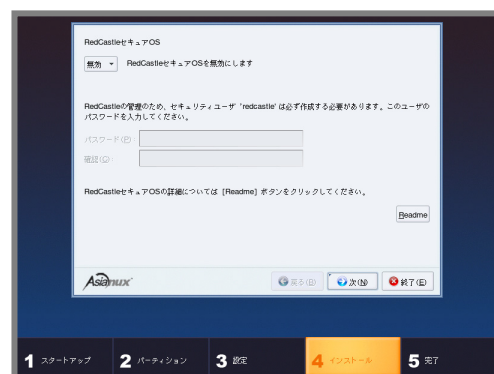 RedCastleセキュアOS
無効 RedCastleセキュアOSを無効にします
RedCastleの管理のため、セキュリティユーザ 'redcastle' は必ず作成する必要があります。このユーザの
パスワードを入力してください。
パスワード(P)
確認(C):
RedCastleセキュアOSの詳細については [Readme] ボタンをクリックしてください。
Readme
Asianux
戻る(B) 次(N) 終了(E)
1 スタートアップ 2 パーティション 3 設定 4 インストール 5 完了